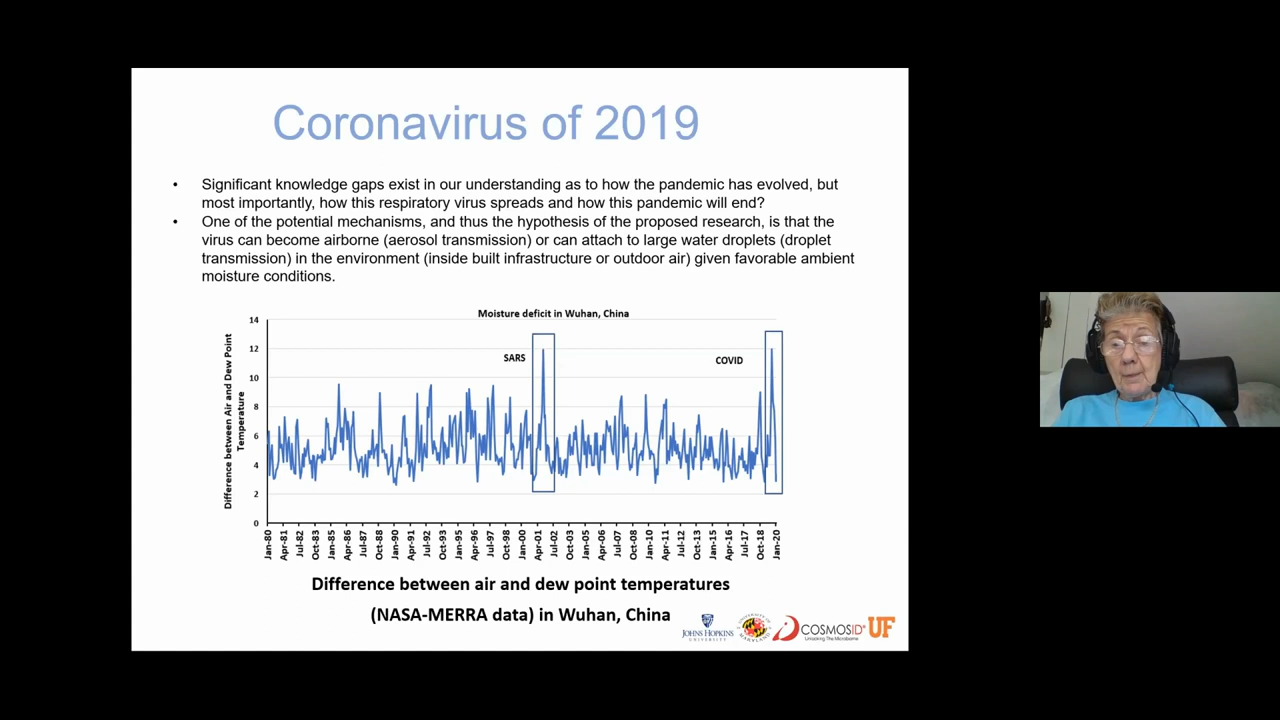 Coronavirus of 2019
• Significant knowledge gaps exist in our understanding as to how the pandemic has evolved, but
most importantly, how this respiratory virus spreads and how this pandemic will end?
• One of the potential mechanisms, and thus the hypothesis of the proposed research, is that the
virus can become airborne (aerosol transmission) or can attach to large water droplets (droplet
transmission) in the environment (inside built infrastructure or outdoor air) given favorable ambient
moisture conditions.
Moisture deficit in Wuhan, China
Difference between Air and Dew Point
Temperature
14
12
10
8
6
4
2
0
SARS
COVID
Jan-80
Apr-81
Jul-82
Oct-83
Jan-85
Apr-86
Jul-87
Oct-88
Jan-90
Apr-91
Jul-92
Oct-93
Jan-95
Apr-96
Jul-97
Oct-98
Jan-00
Apr-01
Jul-02
Oct-03
Jan-05
Apr-06
Jul-07
Oct-08
Jan-10
Apr-11
Jul-12
Oct-13
Jan-15
Apr-16
Jul-17
Oct-18
Jan-20
Difference between air and dew point temperatures
(NASA-MERRA data) in Wuhan, China
JOHNS HOPKINS
UNIVERSITY
COSMOSID®
Unlocking The Microbiome
UF